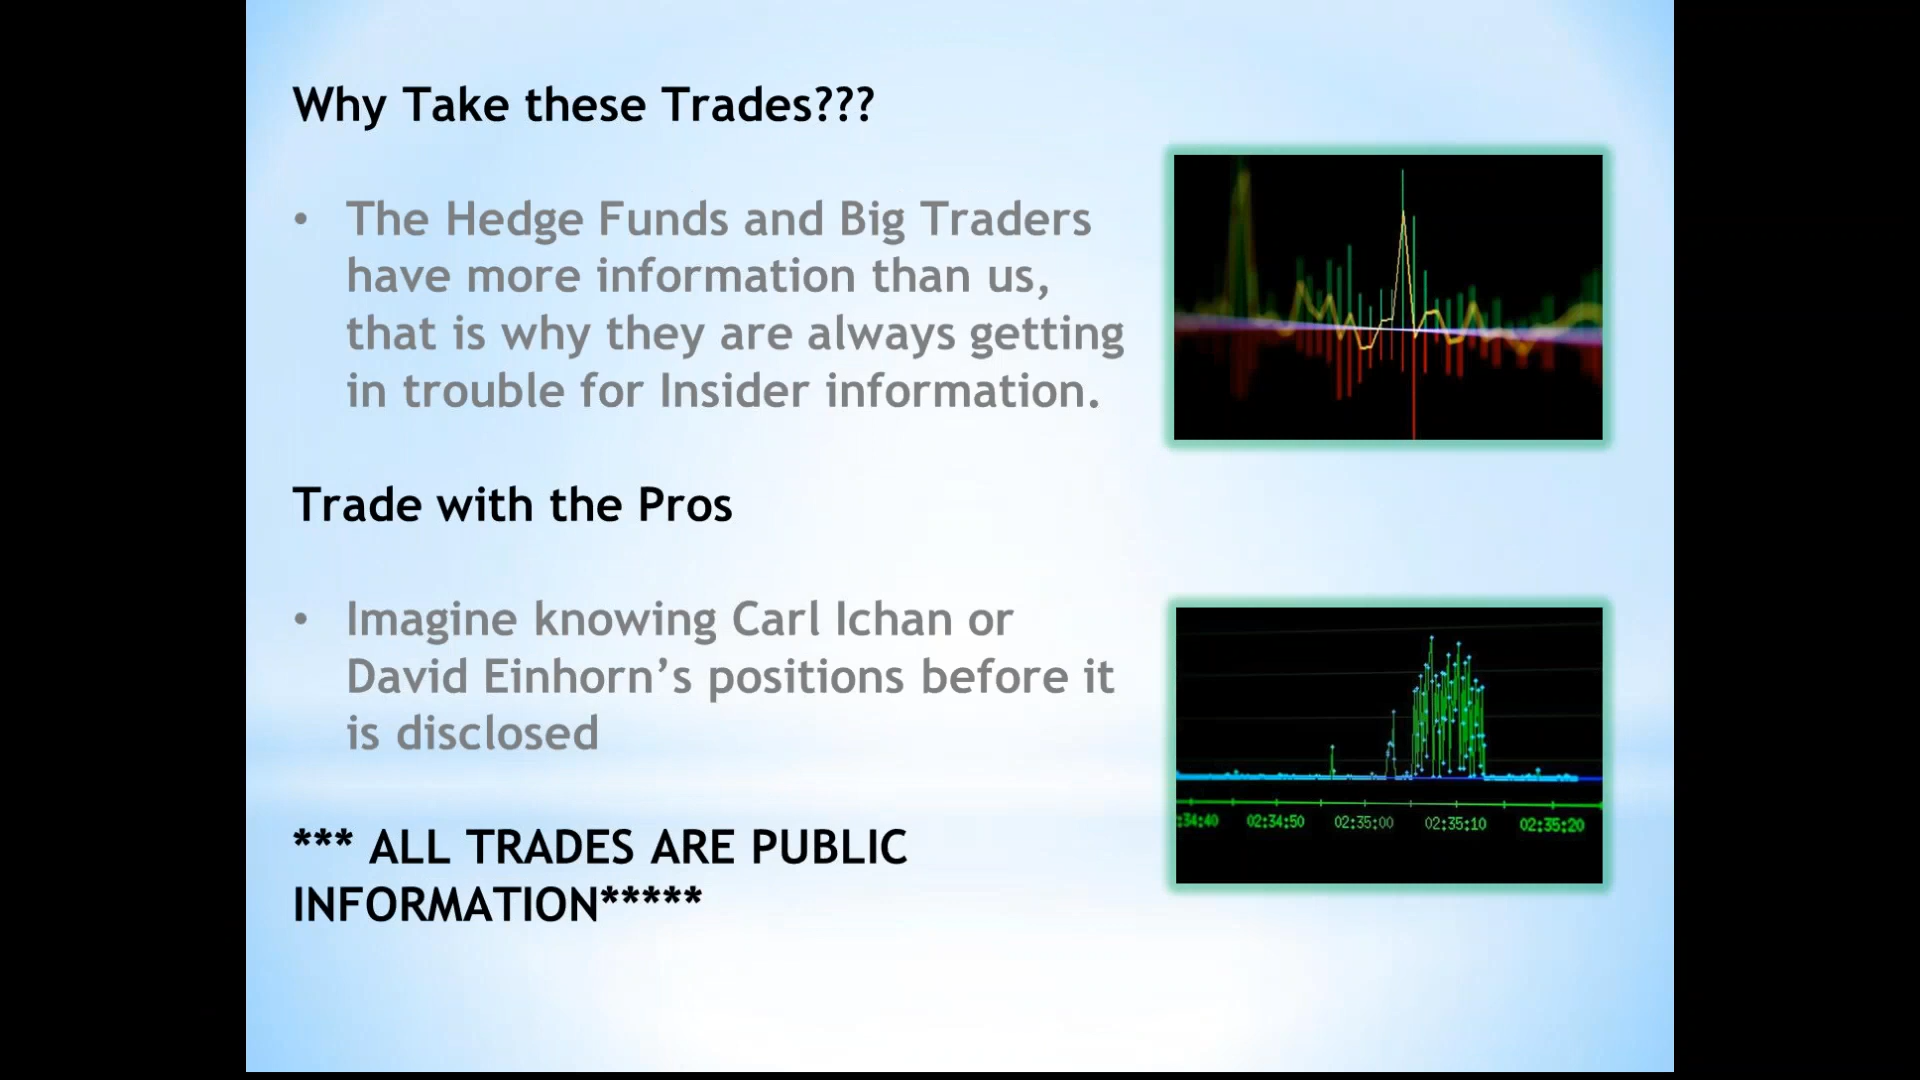 Why Take these Trades???
• The Hedge Funds and Big Traders
have more information than us,
that is why they are always getting
in trouble for Insider information.
Trade with the Pros
• Imagine knowing Carl Ichan or
David Einhorn’s positions before it
is disclosed
*** ALL TRADES ARE PUBLIC
INFORMATION*****
:34:40 02:34:50 02:35:00 02:35:10 02:35:20